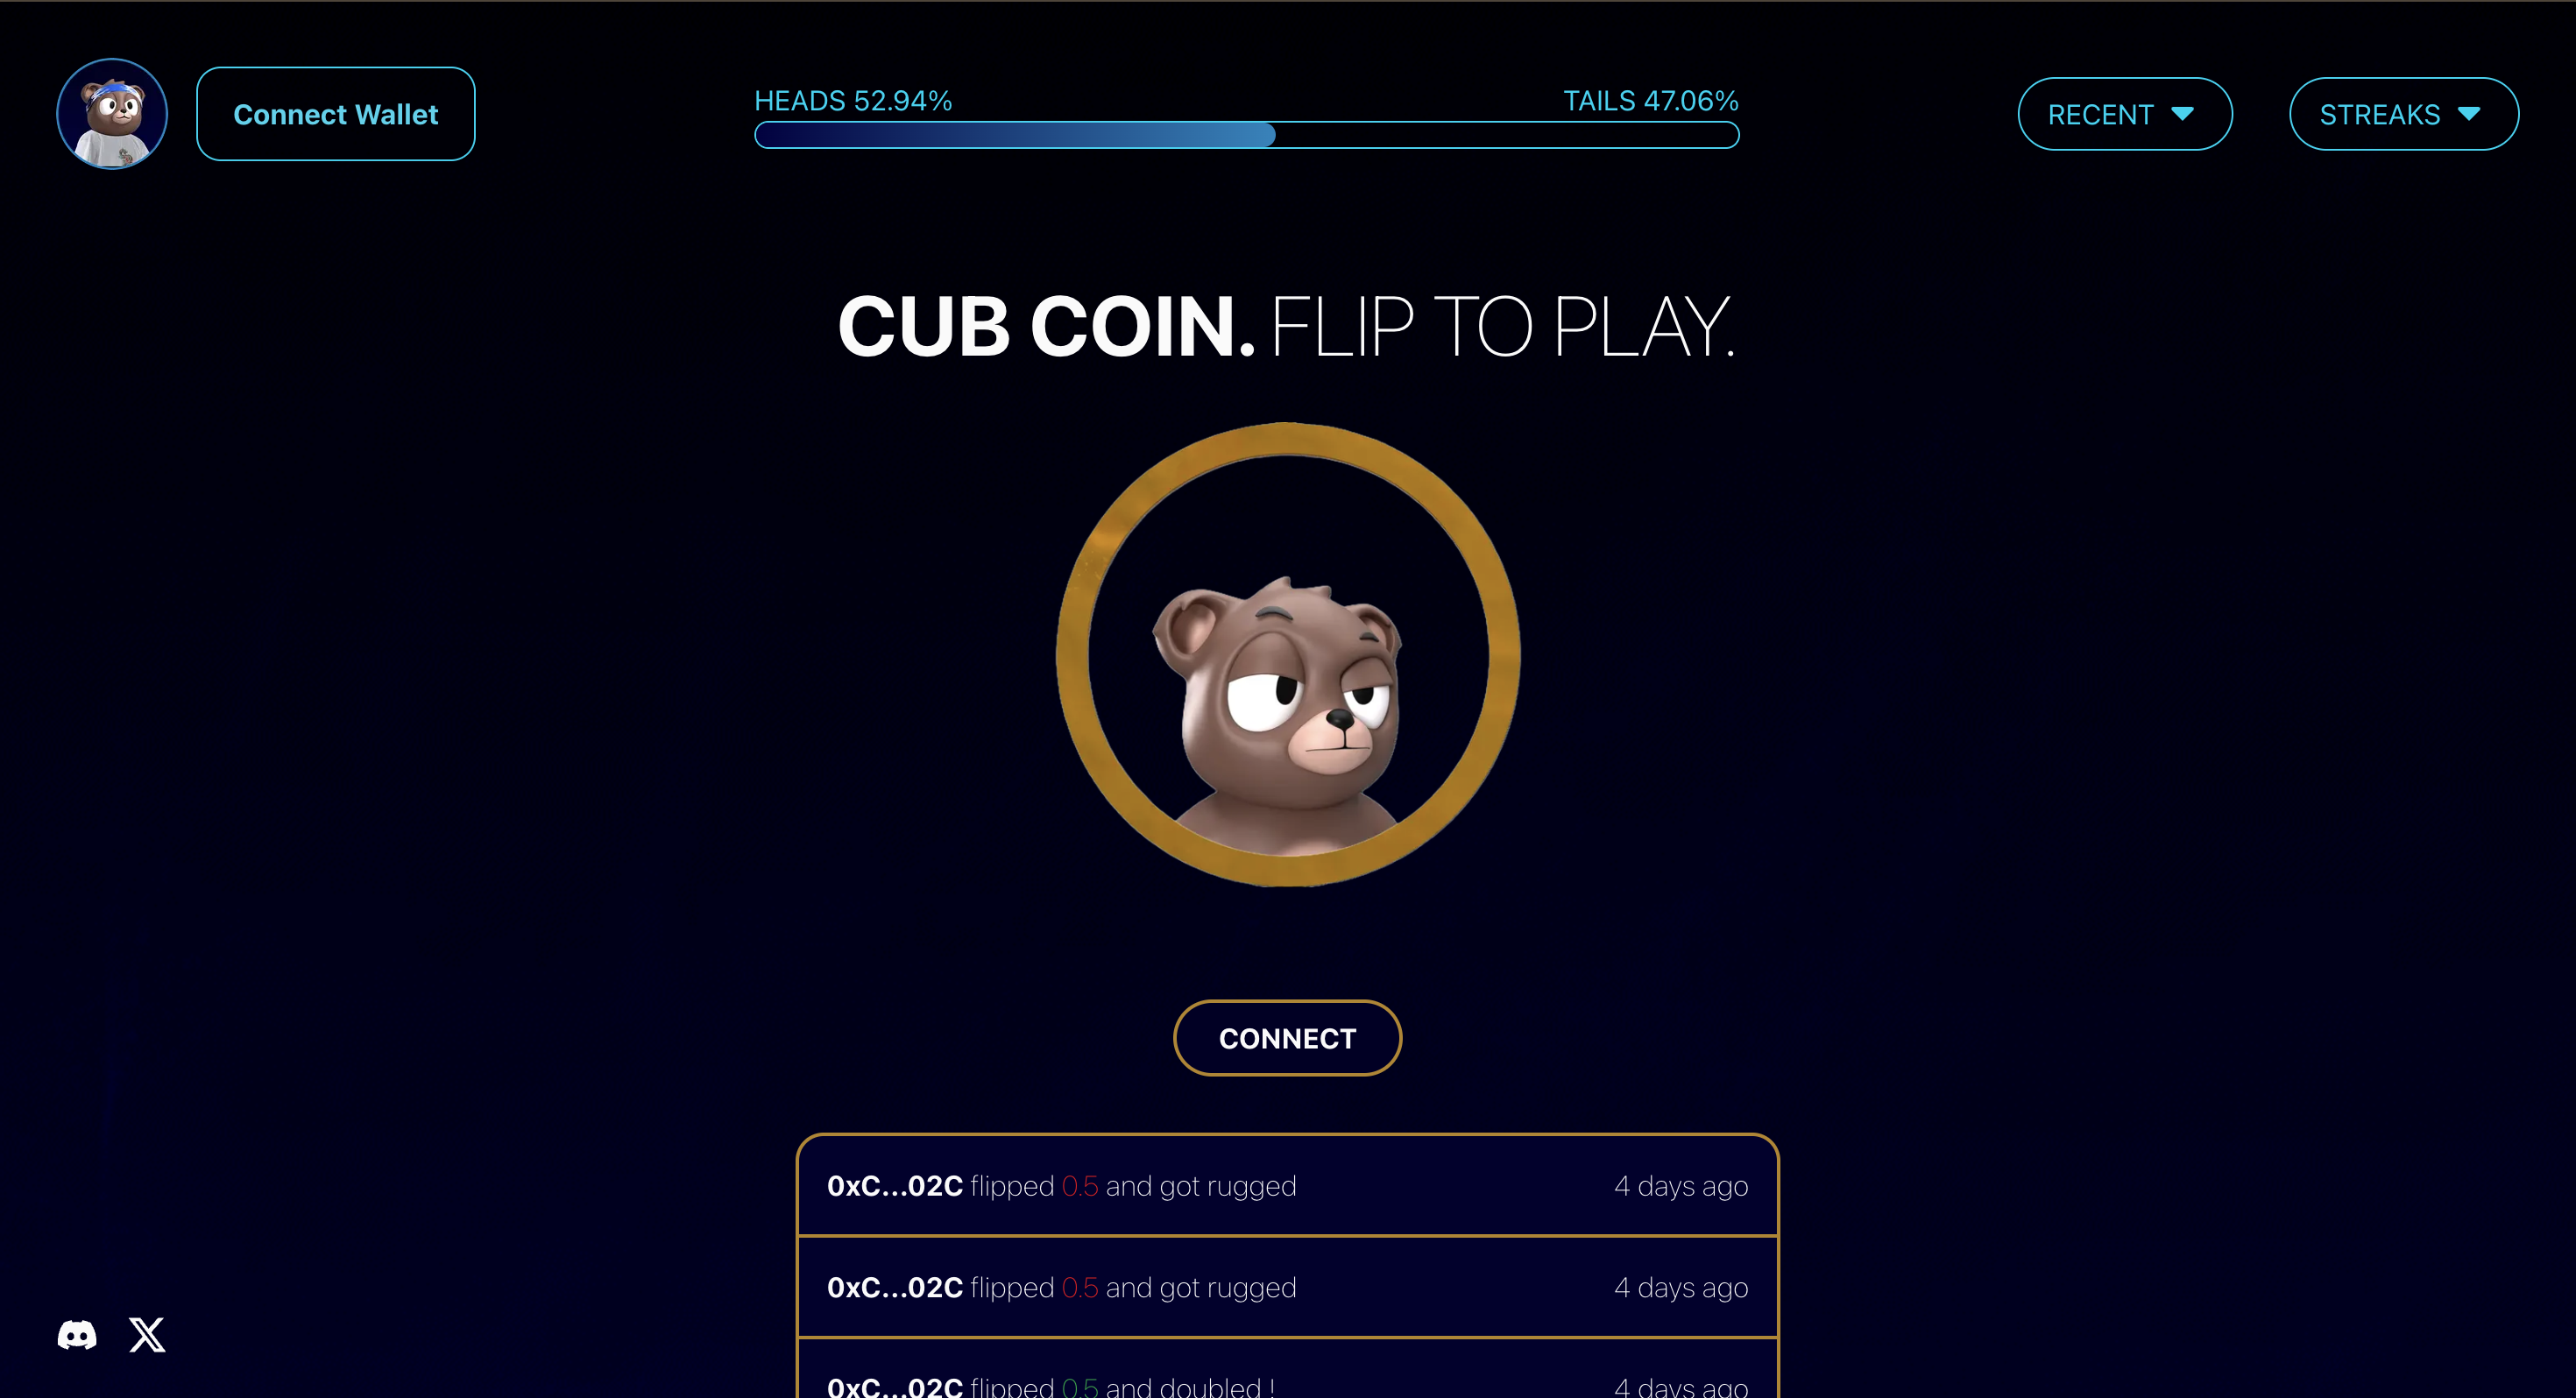 Connect Wallet
HEADS 52.94%
TAILS 47.06%
RECENT
STREAKS
CUB COIN. FLIP TO PLAY.
CONNECT
0xC...02C flipped 0.5 and got rugged
4 days ago
0xC...02C flipped 0.5 and got rugged
4 days ago
0xC...02C flipped 0.5 and doubled !
4 days ago